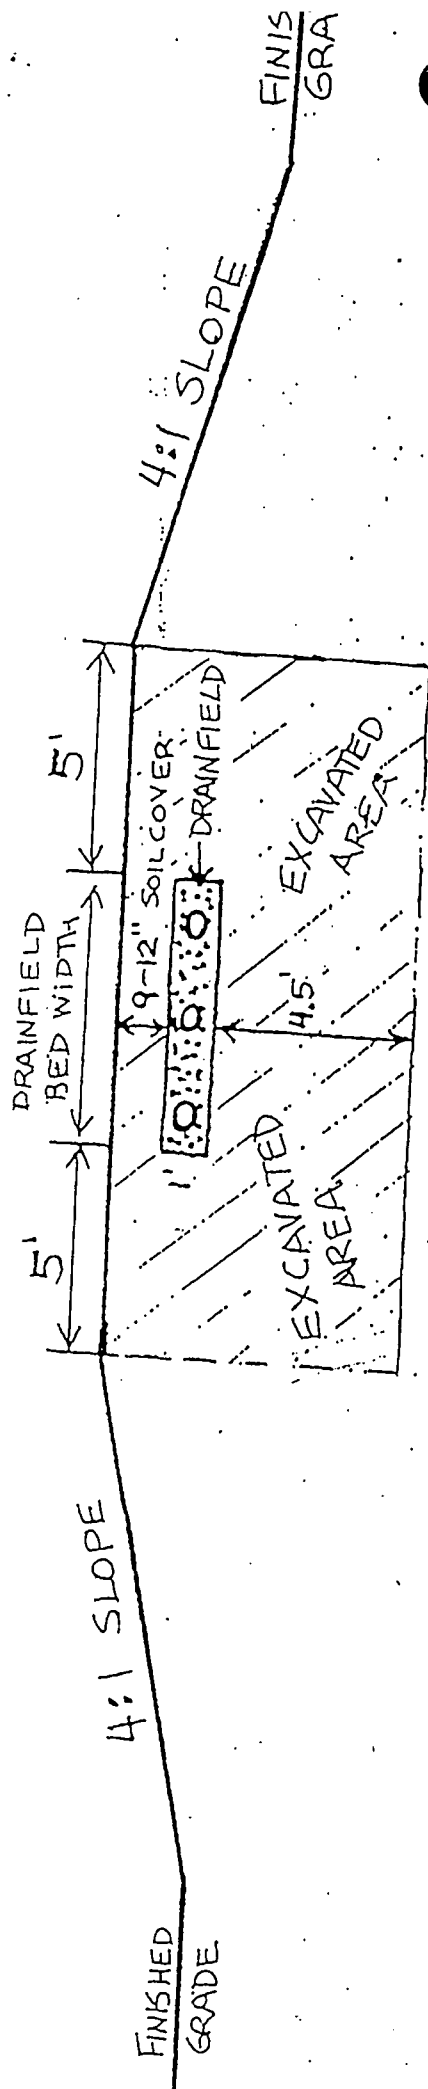 FINISHED
GRADE
4:1 SLOPE
5'
DRAINFIELD
BED WIDTH
5'
9-12" SOILCOVER
1'
DRAINFIELD
EXCAVATED
AREA
4.5'
EXCAVATED
AREA
4:1 SLOPE
FINIS
GRA